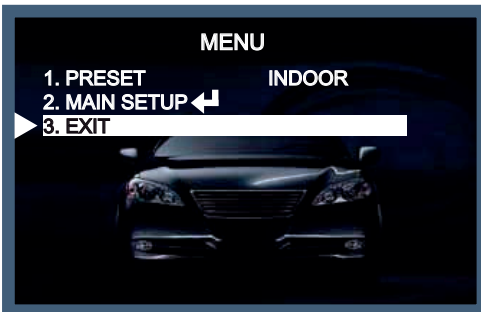 MENU
1. PRESET INDOOR
2. MAIN SETUP
3. EXIT